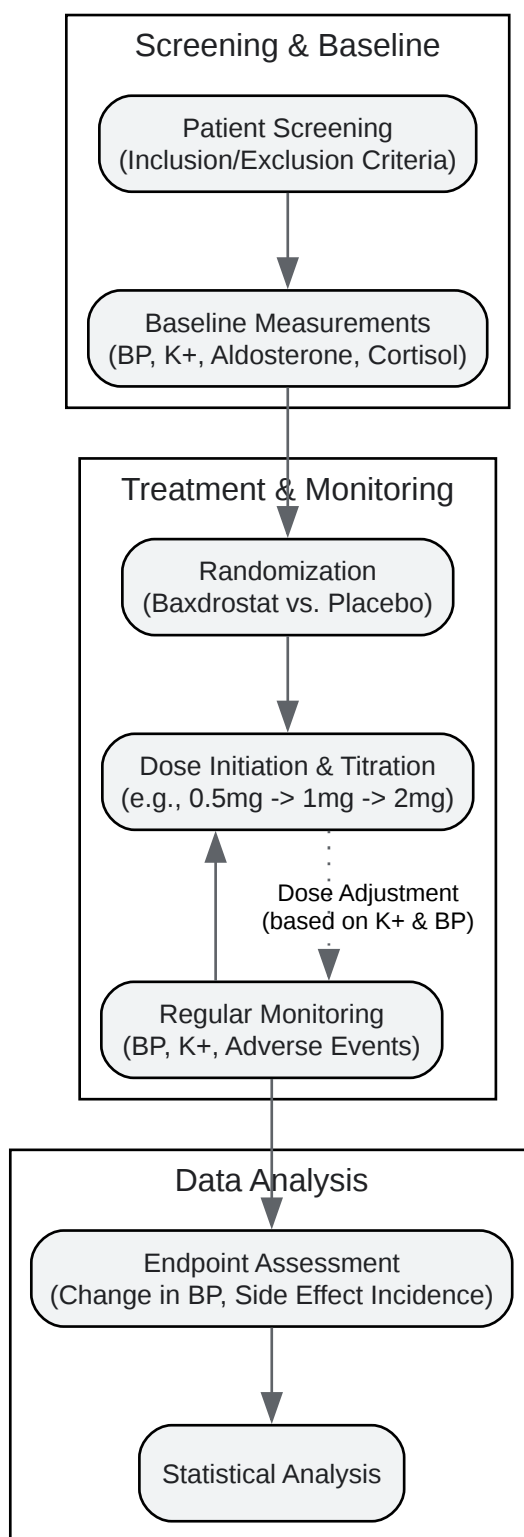 Screening & Baseline
Patient Screening
(Inclusion/Exclusion Criteria)
Baseline Measurements
(BP, K+, Aldosterone, Cortisol)
Treatment & Monitoring
Randomization
(Baxdrostat vs. Placebo)
Dose Initiation & Titration
(e.g., 0.5mg -> 1mg -> 2mg)
Dose Adjustment
(based on K+ & BP)
Regular Monitoring
(BP, K+, Adverse Events)
Data Analysis
Endpoint Assessment
(Change in BP, Side Effect Incidence)
Statistical Analysis